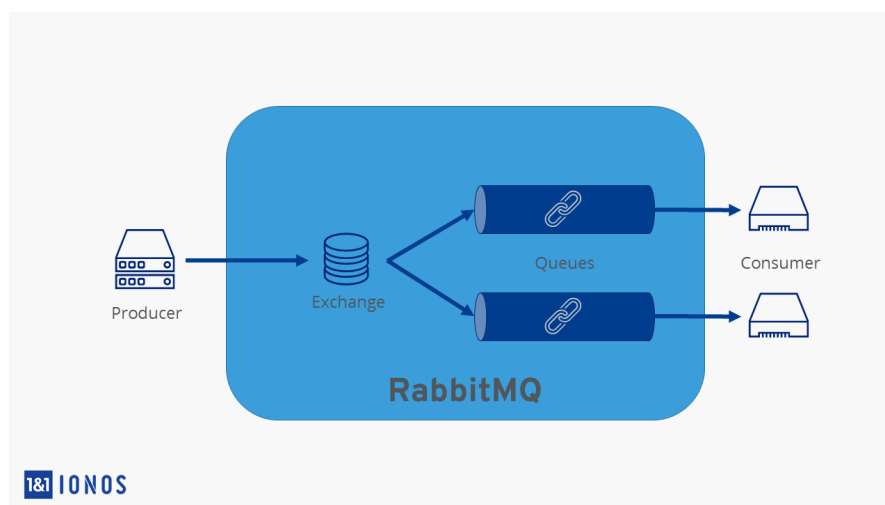 Queues
Consumer
Exchange
Producer
RabbitMQ
1&1 IONOS